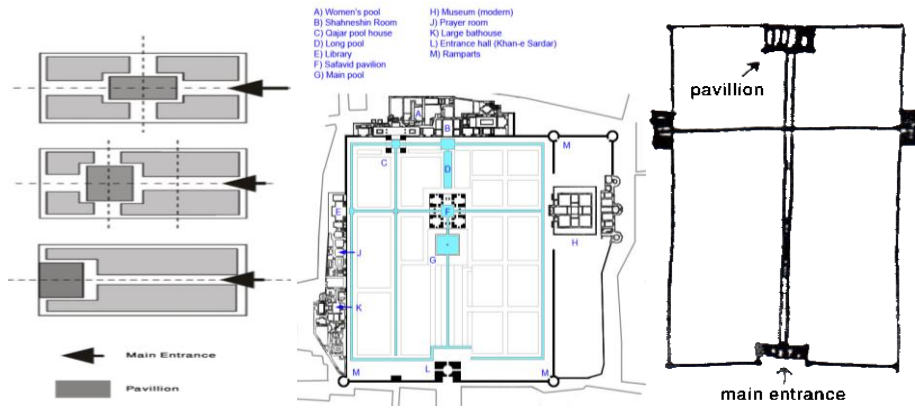 Main Entrance
Pavillion
A) Women's pool
B) Shahneshin Room
C) Qajar pool house
D) Long pool
E) Library
F) Safavid pavilion
G) Main pool
H) Museum (modern)
J) Prayer room
K) Large bathouse
L) Entrance hall (Khan-e Sardar)
M) Ramparts
A
B
M
C
D
E
F
H
G
J
K
L
M
M
pavillion
main entrance